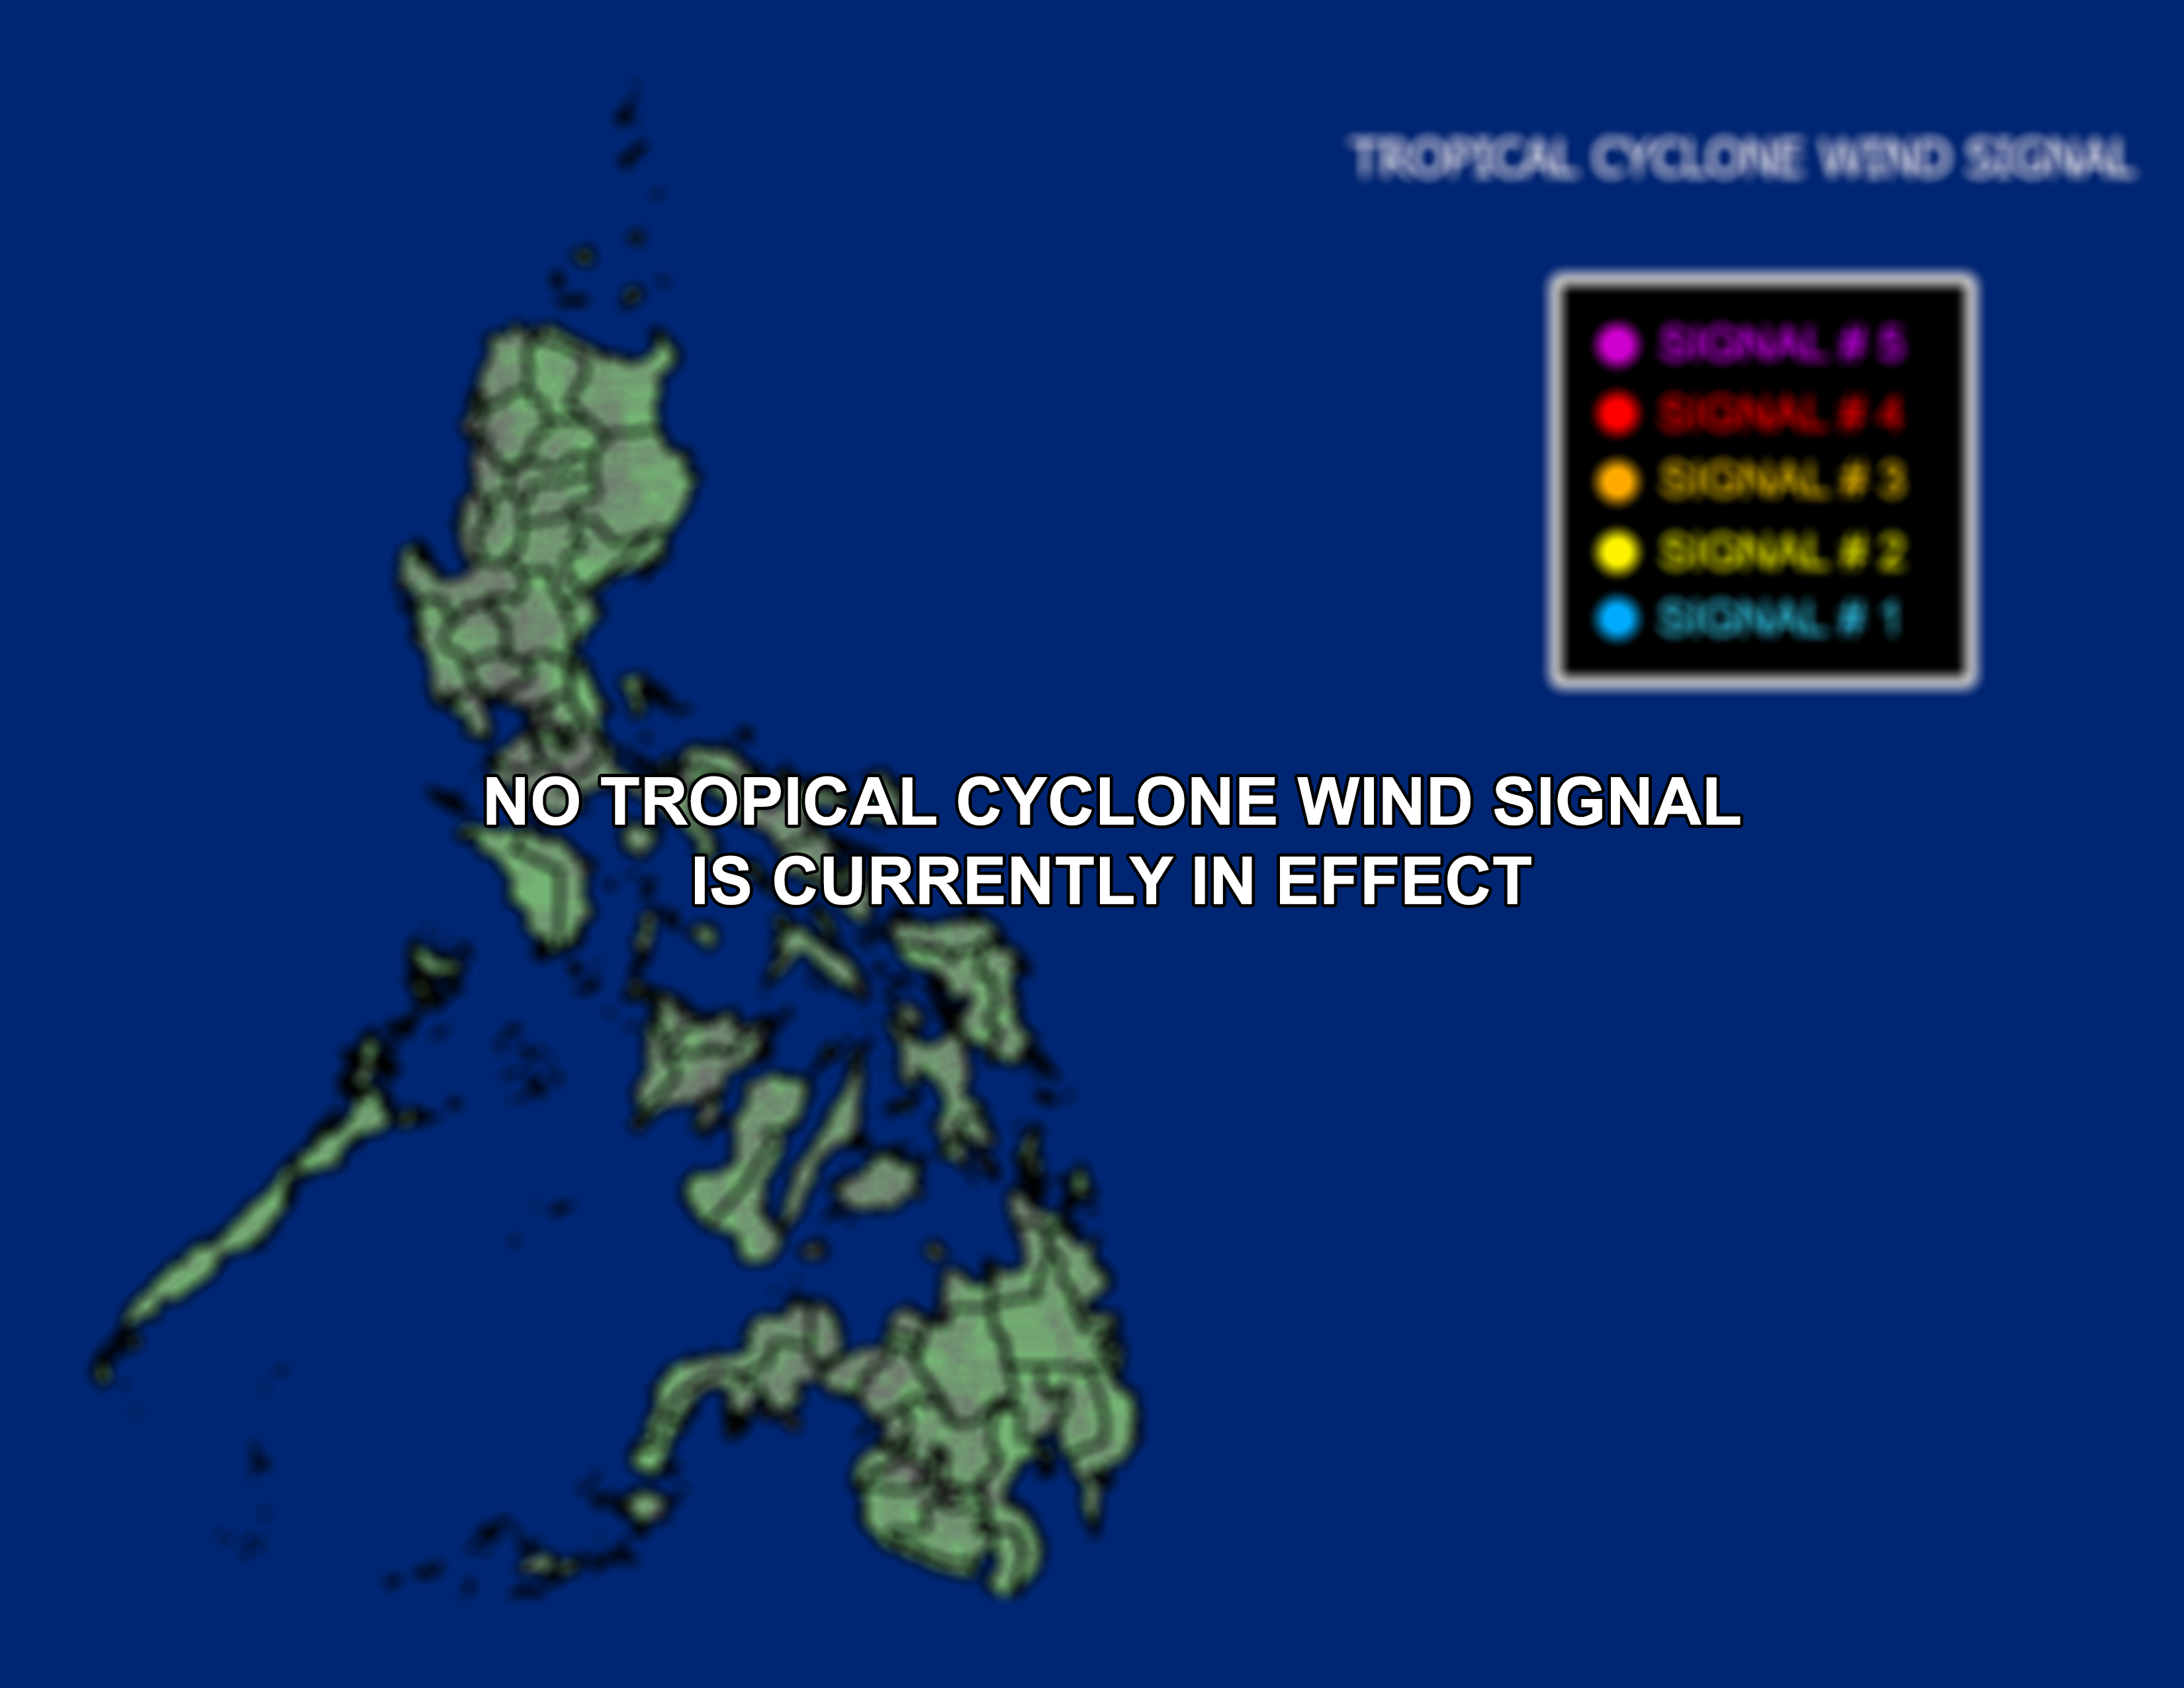 TROPICAL CYCLONE WIND SIGNAL
SIGNAL # 5
SIGNAL # 4
SIGNAL # 3
SIGNAL # 2
SIGNAL # 1
NO TROPICAL CYCLONE WIND SIGNAL
IS CURRENTLY IN EFFECT